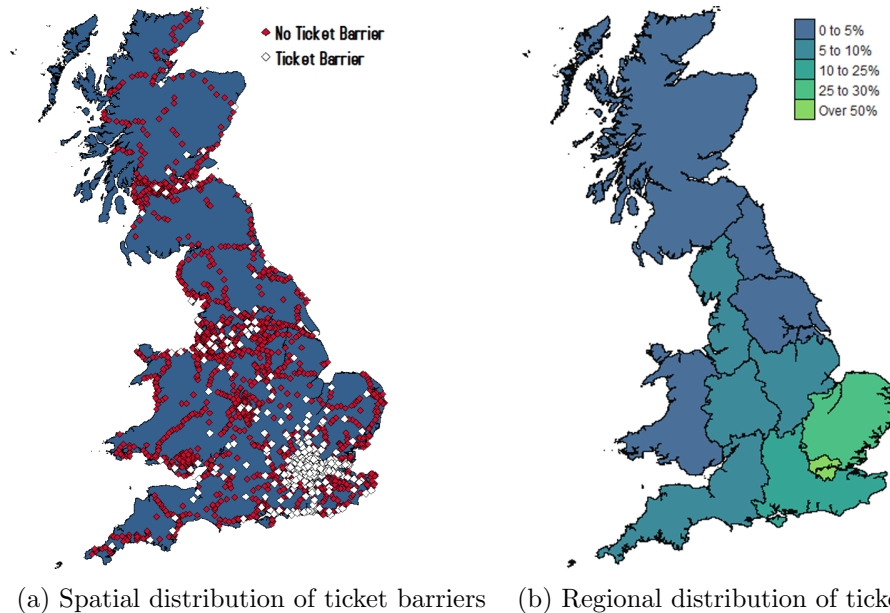 No Ticket Barrier
Ticket Barrier
0 to 5%
5 to 10%
10 to 25%
25 to 30%
Over 50%
(a) Spatial distribution of ticket barriers
(b) Regional distribution of tick